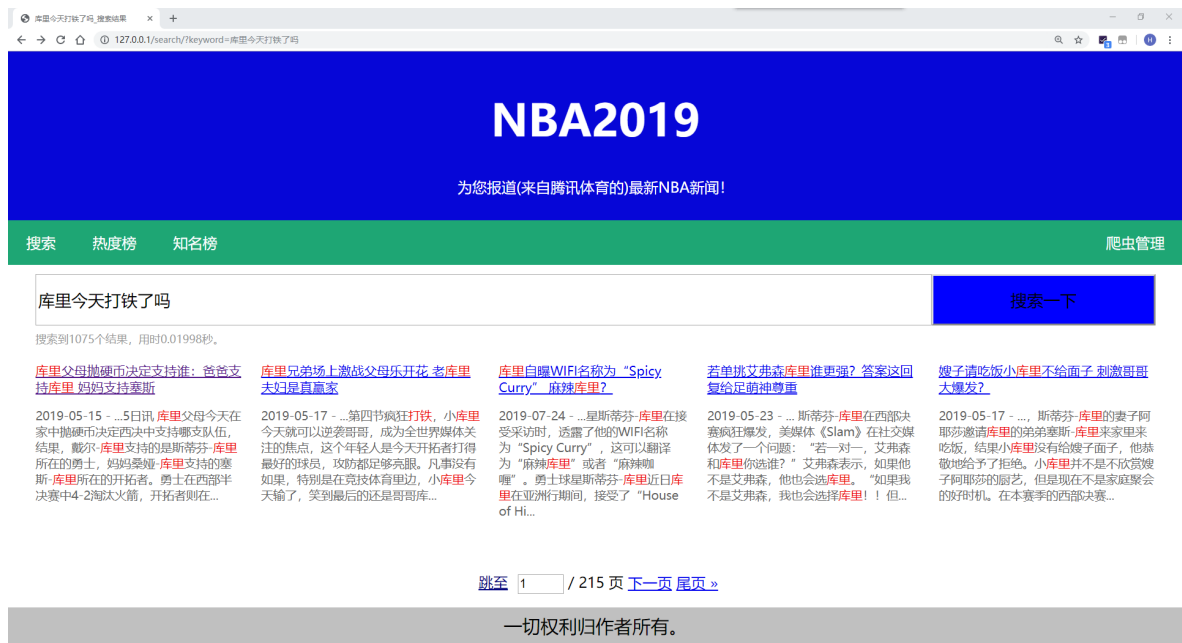 库里今天打铁了吗_搜索结果
127.0.0.1/search/?keyword=库里今天打铁了吗
NBA2019
为您报道(来自腾讯体育的)最新NBA新闻!
搜索 热度榜 知名榜 爬虫管理
库里今天打铁了吗 搜索一下
搜索到1075个结果，用时0.01998秒。
库里父母抛硬币决定支持谁：爸爸支
持库里 妈妈支持塞斯
2019-05-15 - ...5日讯 库里父母今天在
家中抛硬币决定西决中支持哪支队伍，
结果，戴尔-库里支持的是斯蒂芬-库里
所在的勇士，妈妈桑娅-库里支持的塞
斯-库里所在的开拓者。勇士在西部半
决赛中4-2淘汰火箭，开拓者则在...
库里兄弟场上激战父母乐开花 老库里
夫妇是真赢家
2019-05-17 - ...第四节疯狂打铁，小库里
今天就可以逆袭哥哥，成为全世界媒体关
注的焦点，这个年轻人是今天开拓者打得
最好的球员，攻防都足够亮眼。凡事没有
如果，特别是在竞技体育里边，小库里今
天输了，笑到最后的还是哥哥库...
库里自曝WIFI名称为“Spicy
Curry” 麻辣库里？
2019-07-24 - ...星斯蒂芬-库里在接
受采访时，透露了他的WIFI名称
为“Spicy Curry”，这可以翻译
为“麻辣库里”或者“麻辣咖
喱”。勇士球星斯蒂芬-库里近日库
里在亚洲行期间，接受了“House
of Hi...
若单挑艾弗森库里谁更强？答案这回
复给足萌神尊重
2019-05-23 - ... 斯蒂芬-库里在西部决
赛疯狂爆发，美媒体《Slam》在社交媒
体发了一个问题：“若一对一，艾弗森
和库里你选谁？”艾弗森表示，如果他
不是艾弗森，他也会选库里。“如果我
不是艾弗森，我也会选择库里！！但...
嫂子请吃饭小库里不给面子 刺激哥哥
大爆发？
2019-05-17 - ...，斯蒂芬-库里的妻子阿
耶莎邀请库里的弟弟塞斯-库里来家里来
吃饭，结果小库里没有给嫂子面子，他恭
敬地给予了拒绝。小库里并不是不欣赏嫂
子阿耶莎的厨艺，但是现在不是家庭聚会
的好时机。在本赛季的西部决赛...
跳至 1 / 215 页 下一页 尾页 »
一切权利归作者所有。